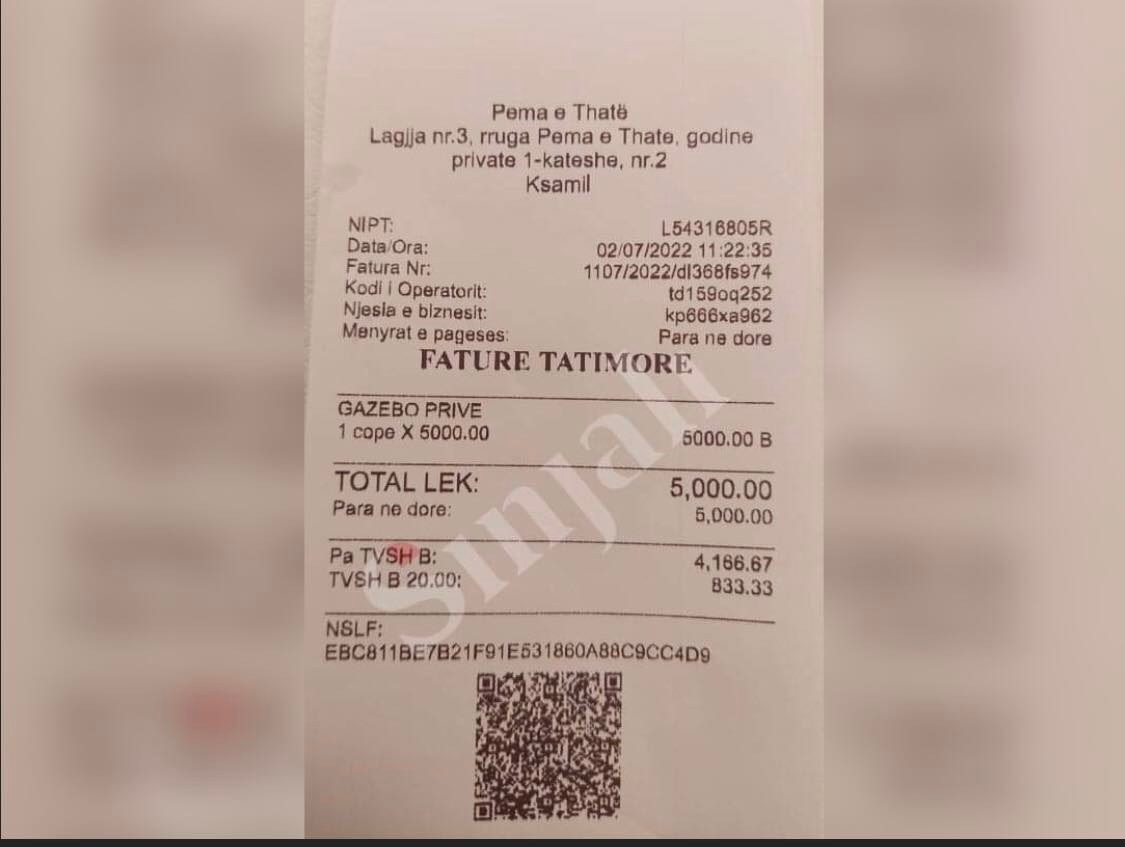 Pema e Thatë
Lagjja nr.3, rruga Pema e Thate, godine
private 1-kateshe, nr.2
Ksamil
NIPT: L54316805R
Data/Ora: 02/07/2022 11:22:35
Fatura Nr: 1107/2022/dl368fs974
Kodi i Operatorit: td159oq252
Njesia e biznesit: kp666xa962
Menyrat e pageses: Para ne dore
FATURE TATIMORE
GAZEBO PRIVE
1 cope X 5000.00 5000.00 B
TOTAL LEK: 5,000.00
Para ne dore: 5,000.00
Pa TVSH B: 4,166.67
TVSH B 20.00: 833.33
NSLF:
EBC811BE7B21F91E531860A88C9CC4D9
Sinjali